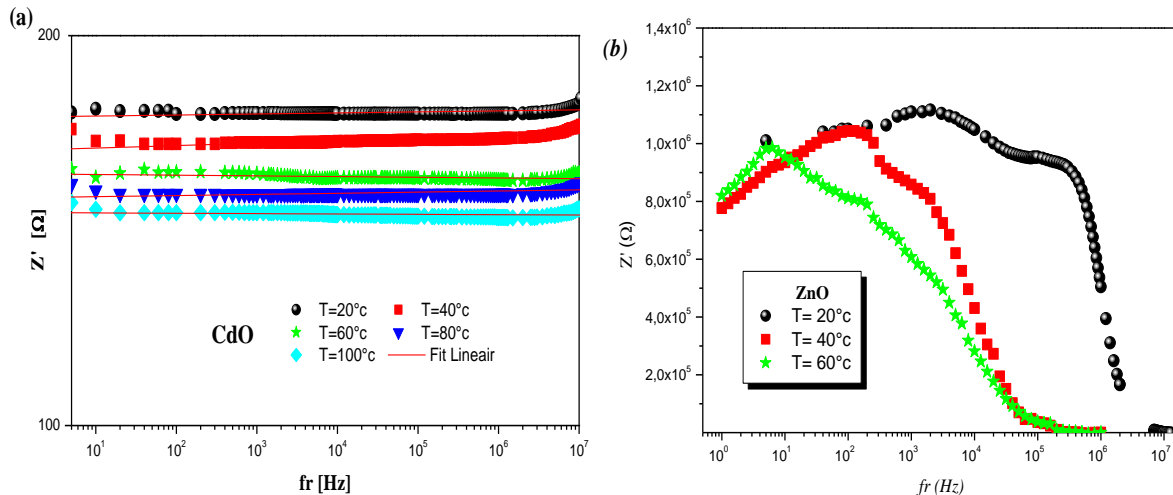 (a)
200
100
Z' [Ω]
10¹ 10² 10³ 10⁴ 10⁵ 10⁶ 10⁷
fr [Hz]
CdO
T=20°c T=40°c
T=60°c T=80°c
T=100°c Fit Lineair
(b)
1,4x10⁶
1,2x10⁶
1,0x10⁶
8,0x10⁵
6,0x10⁵
4,0x10⁵
2,0x10⁵
Z' (Ω)
10⁰ 10¹ 10² 10³ 10⁴ 10⁵ 10⁶ 10⁷
fr (Hz)
ZnO
T= 20°c
T= 40°c
T= 60°c